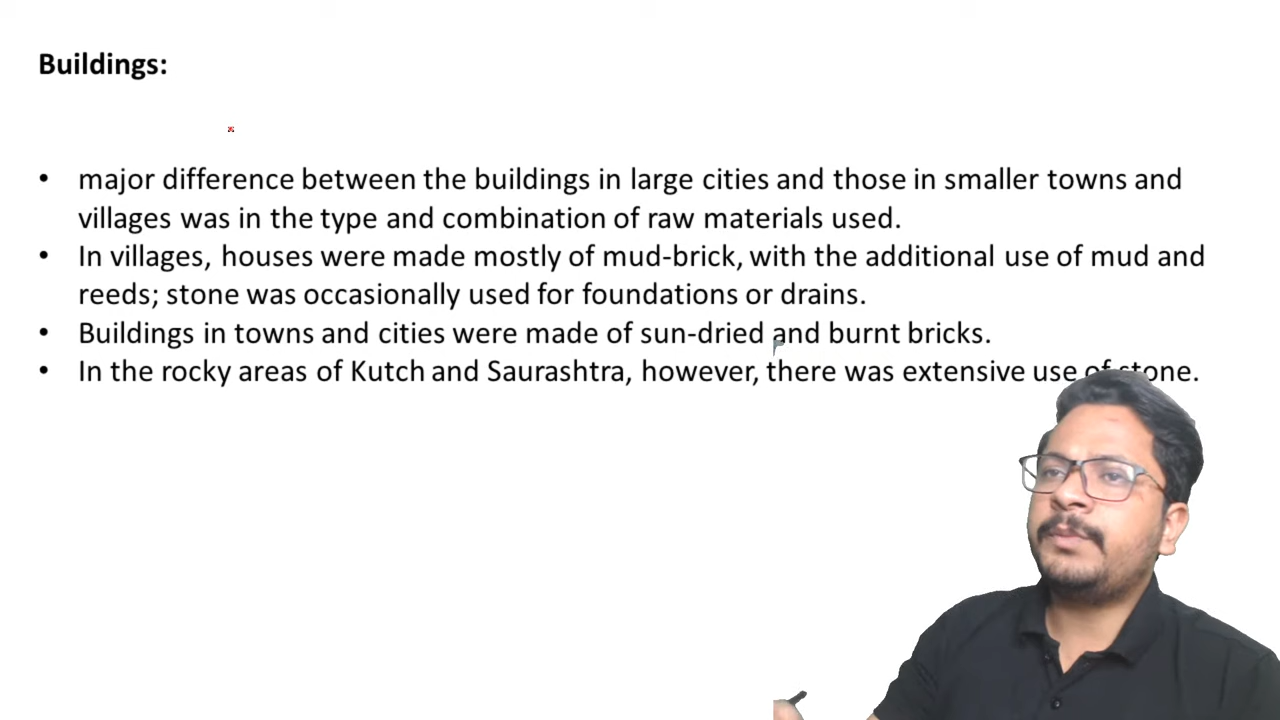 Buildings:
• major difference between the buildings in large cities and those in smaller towns and
villages was in the type and combination of raw materials used.
• In villages, houses were made mostly of mud-brick, with the additional use of mud and
reeds; stone was occasionally used for foundations or drains.
• Buildings in towns and cities were made of sun-dried and burnt bricks.
• In the rocky areas of Kutch and Saurashtra, however, there was extensive use of stone.